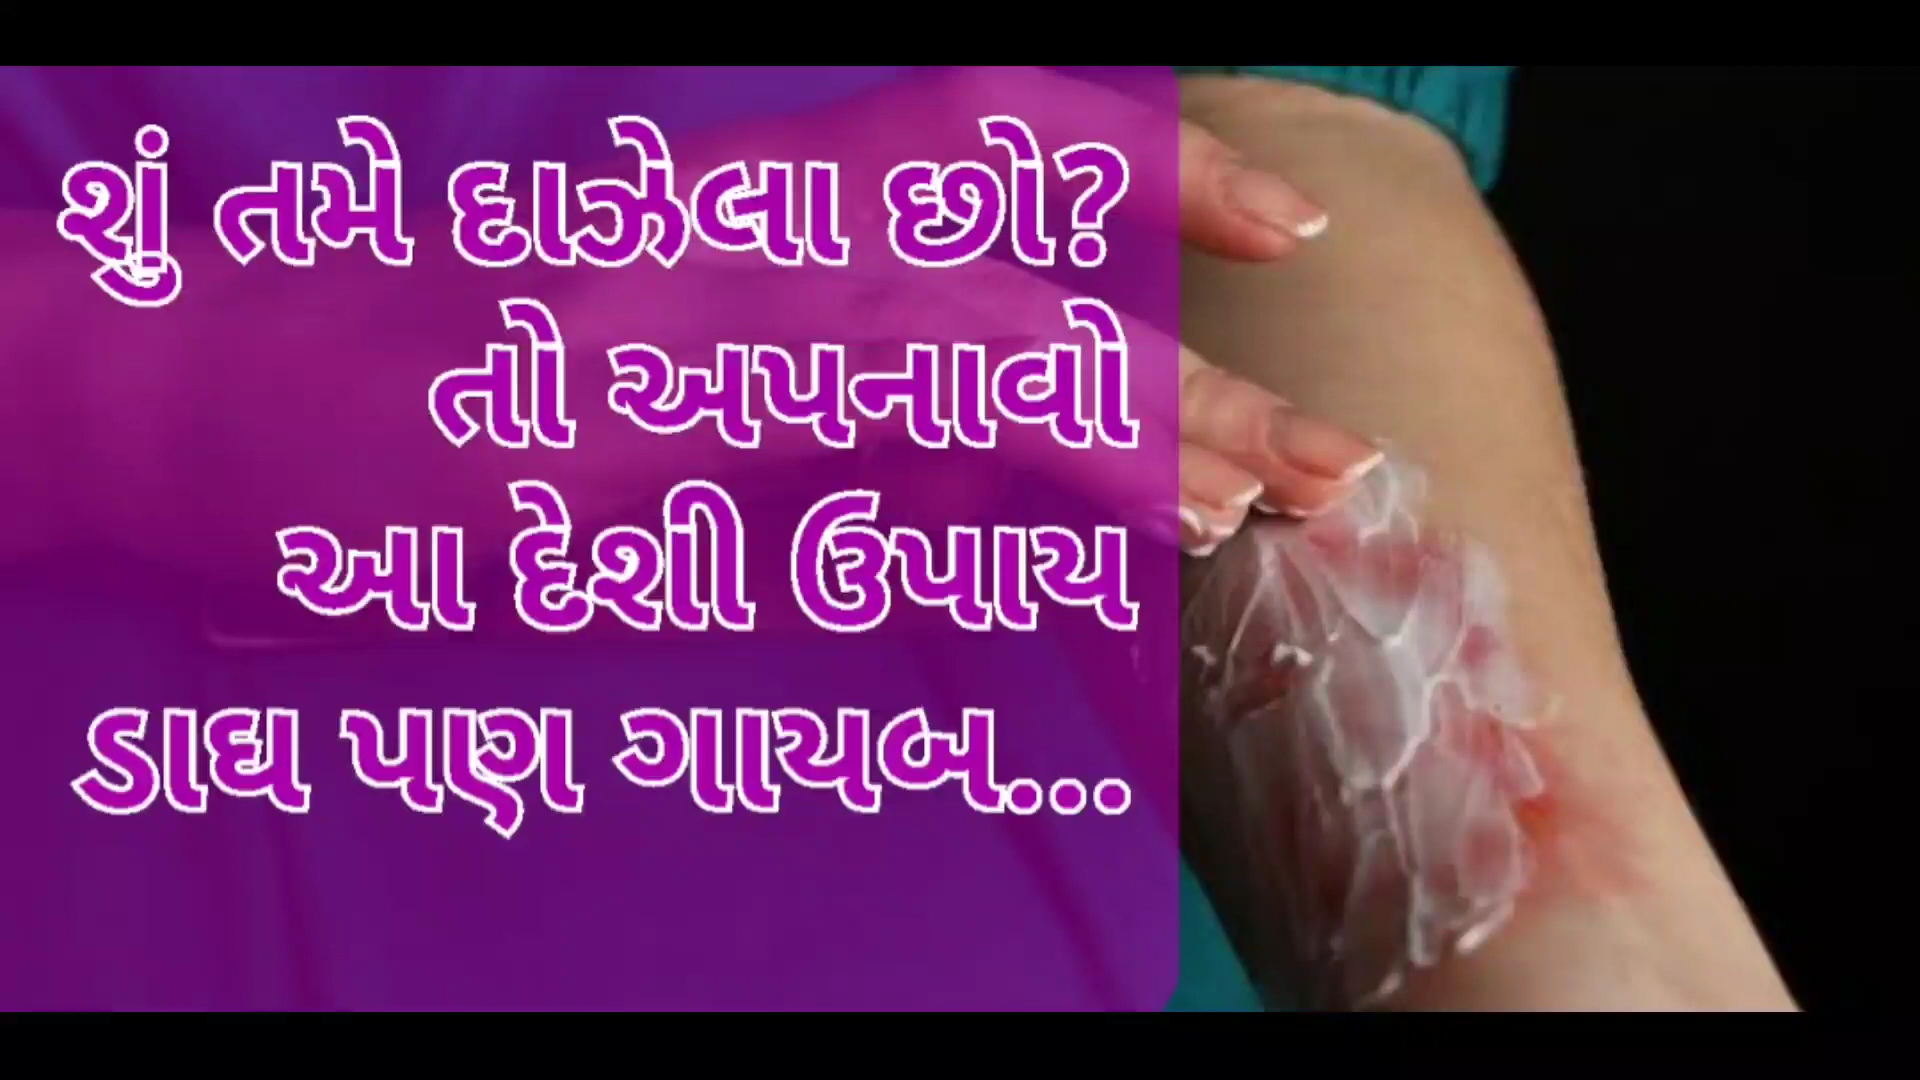 શું તમે દાઝેલા છો?
તો અપનાવો
આ દેશી ઉપાય
ડાઘ પણ ગાયબ...